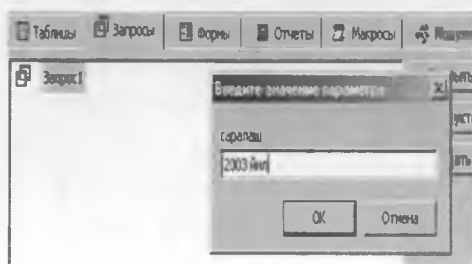 Таблицы Запросы Формы Отчеты Макросы
Запрос1
Введите значение параметра
саралаш
2003 йил
OK Отмена